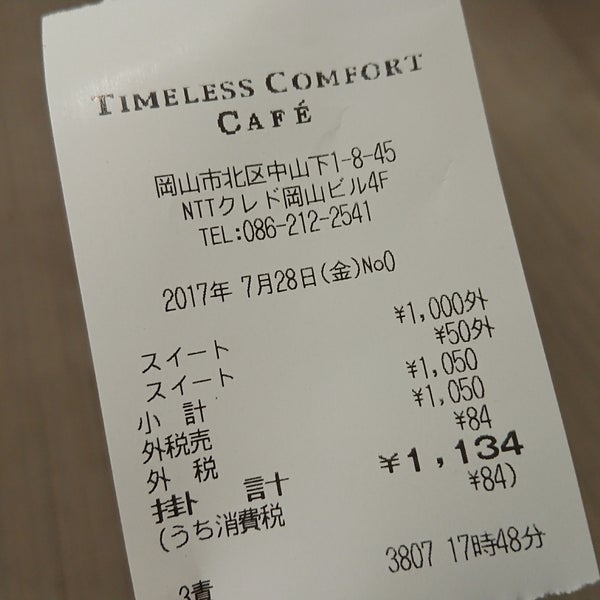 TIMELESS COMFORT
CAFÉ
岡山市北区中山下1-8-45
NTTクレド岡山ビル4F
TEL:086-212-2541
2017年 7月28日(金)No0
スイート ¥1,000外
スイート ¥50外
小 計 ¥1,050
外税売 ¥1,050
外 税 ¥84
掛 計 ¥1,134
(うち消費税 ¥84)
3責 3807 17時48分